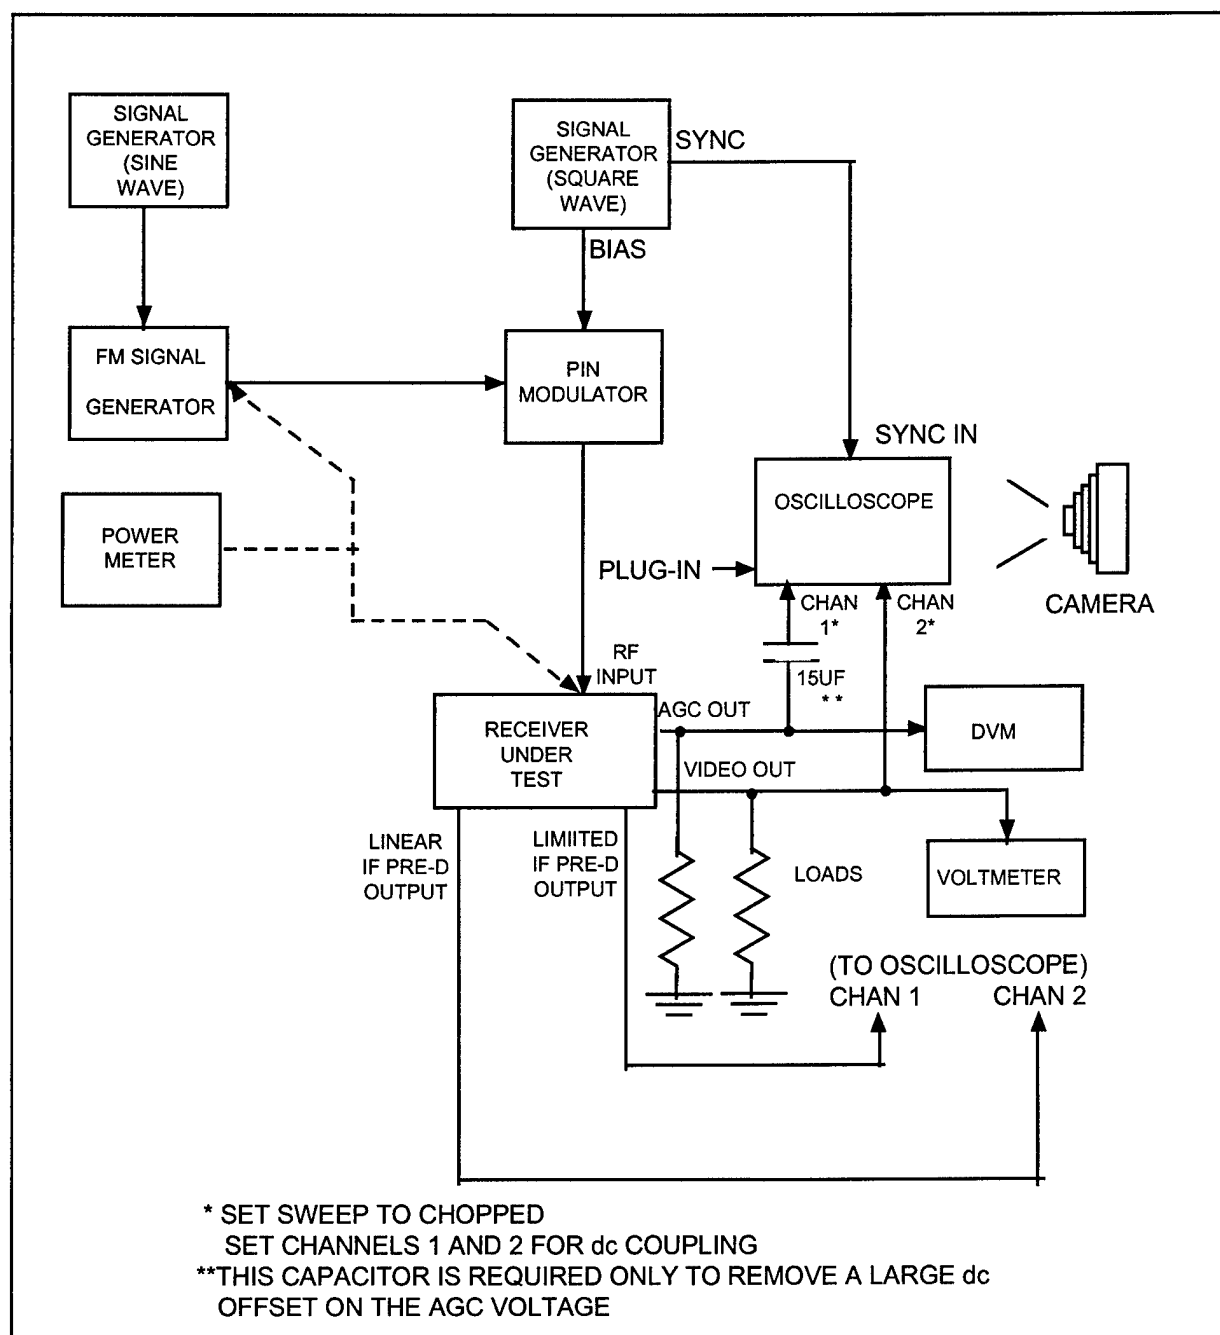 SIGNAL
GENERATOR
(SINE
WAVE)
SIGNAL
GENERATOR
(SQUARE
WAVE)
SYNC
BIAS
FM SIGNAL
GENERATOR
PIN
MODULATOR
SYNC IN
OSCILLOSCOPE
POWER
METER
PLUG-IN
CAMERA
CHAN
1*
CHAN
2*
RF
INPUT
15UF
**
AGC OUT
RECEIVER
UNDER
TEST
DVM
VIDEO OUT
LINEAR
IF PRE-D
OUTPUT
LIMIITED
IF PRE-D
OUTPUT
LOADS
VOLTMETER
(TO OSCILLOSCOPE)
CHAN 1 CHAN 2
* SET SWEEP TO CHOPPED
SET CHANNELS 1 AND 2 FOR dc COUPLING
**THIS CAPACITOR IS REQUIRED ONLY TO REMOVE A LARGE dc
OFFSET ON THE AGC VOLTAGE